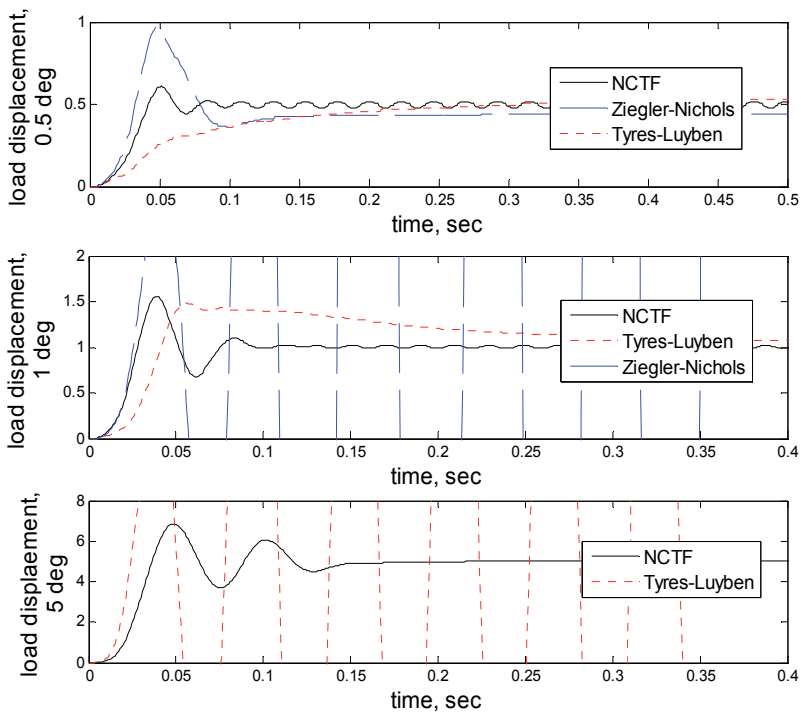 load displacement,
0.5 deg
1
0.5
0
0 0.05 0.1 0.15 0.2 0.25 0.3 0.35 0.4 0.45 0.5
time, sec
NCTF
Ziegler-Nichols
Tyres-Luyben
load displacement,
1 deg
2
1.5
1
0.5
0
0 0.05 0.1 0.15 0.2 0.25 0.3 0.35 0.4
time, sec
NCTF
Tyres-Luyben
Ziegler-Nichols
load displaement,
5 deg
8
6
4
2
0
0 0.05 0.1 0.15 0.2 0.25 0.3 0.35 0.4
time, sec
NCTF
Tyres-Luyben